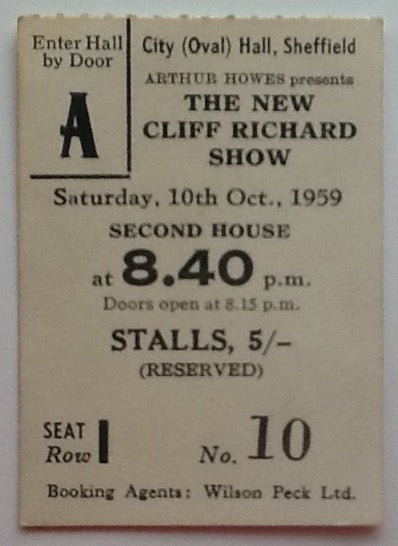 Enter Hall
by Door
A
City (Oval) Hall, Sheffield
ARTHUR HOWES presents
THE NEW
CLIFF RICHARD
SHOW
Saturday, 10th Oct., 1959
SECOND HOUSE
at 8.40 p.m.
Doors open at 8.15 p.m.
STALLS, 5/-
(RESERVED)
SEAT
Row I
No. 10
Booking Agents: Wilson Peck Ltd.